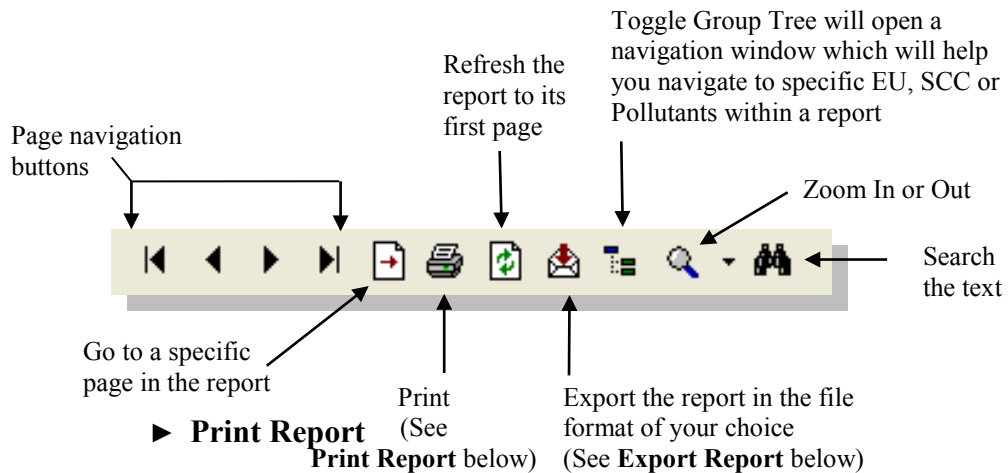 Toggle Group Tree will open a
navigation window which will help
you navigate to specific EU, SCC or
Pollutants within a report
Refresh the
report to its
first page
Page navigation
buttons
Zoom In or Out
Search
the text
Go to a specific
page in the report
Print
(See
Print Report below)
Export the report in the file
format of your choice
(See Export Report below)
► Print Report